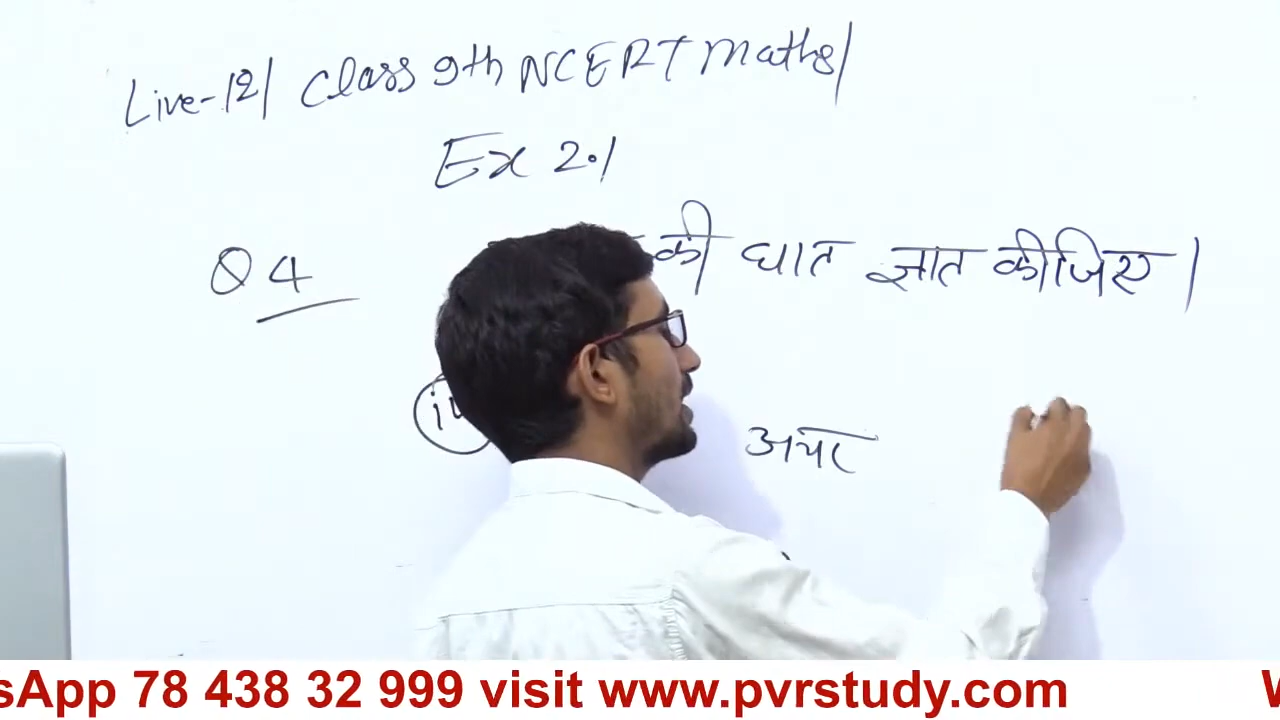 Live-12| Class 9th NCERT Maths|
Ex 2.1
Q 4 की घात ज्ञात कीजिए।
अचर
sApp 78 438 32 999 visit www.pvrstudy.com W